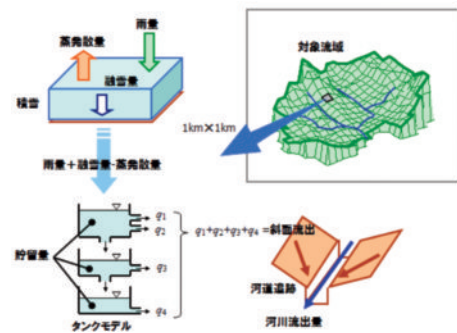 雨量
蒸発散量
融雪量
積雪
対象流域
1km×1km
雨量＋融雪量-蒸発散量
q1
q2
q3
q4
q1+q2+q3+q4 =斜面流出
貯留量
タンクモデル
河道追跡
河川流出量